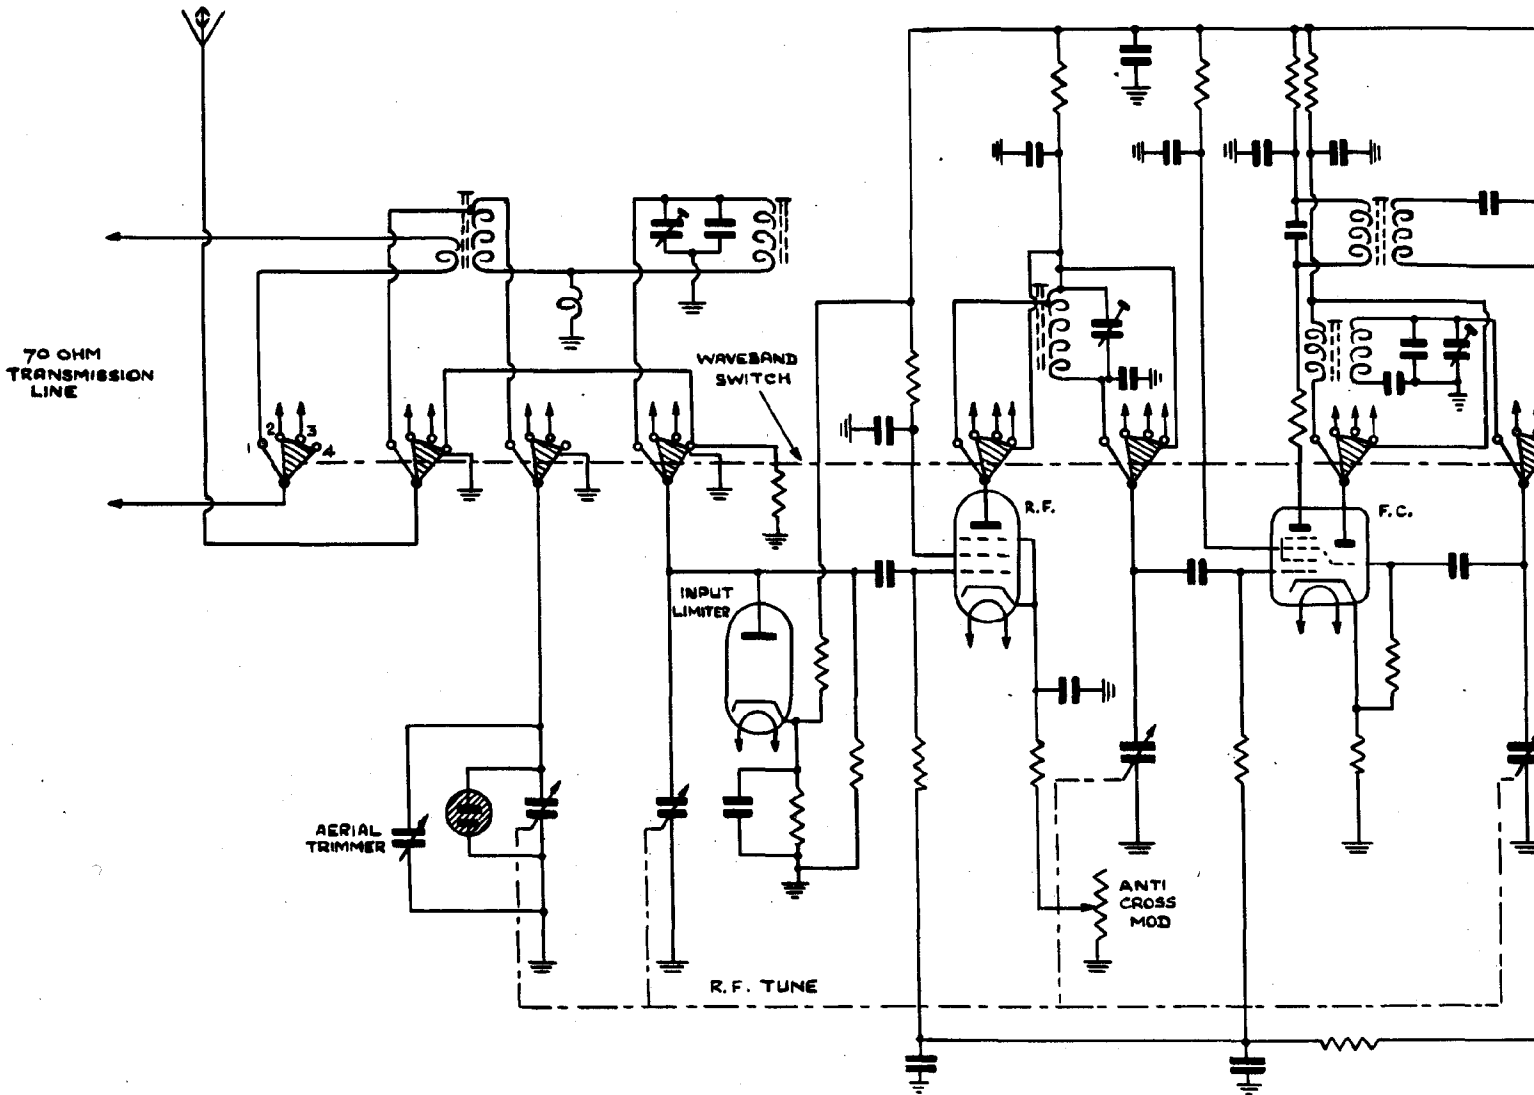 70 OHM
TRANSMISSION
LINE
WAVEBAND
SWITCH
1
2
3
4
R.F.
F.C.
INPUT
LIMITER
AERIAL
TRIMMER
ANTI
CROSS
MOD
R.F. TUNE